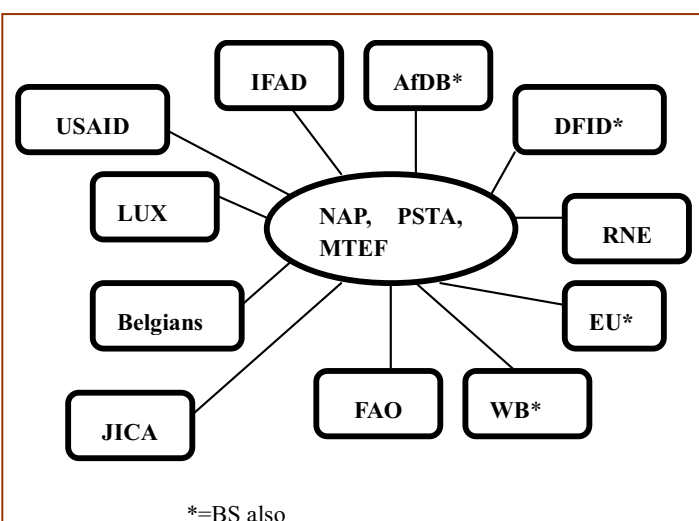 IFAD
AfDB*
USAID
DFID*
LUX
NAP, PSTA,
MTEF
RNE
Belgians
EU*
JICA
FAO
WB*
*=BS also